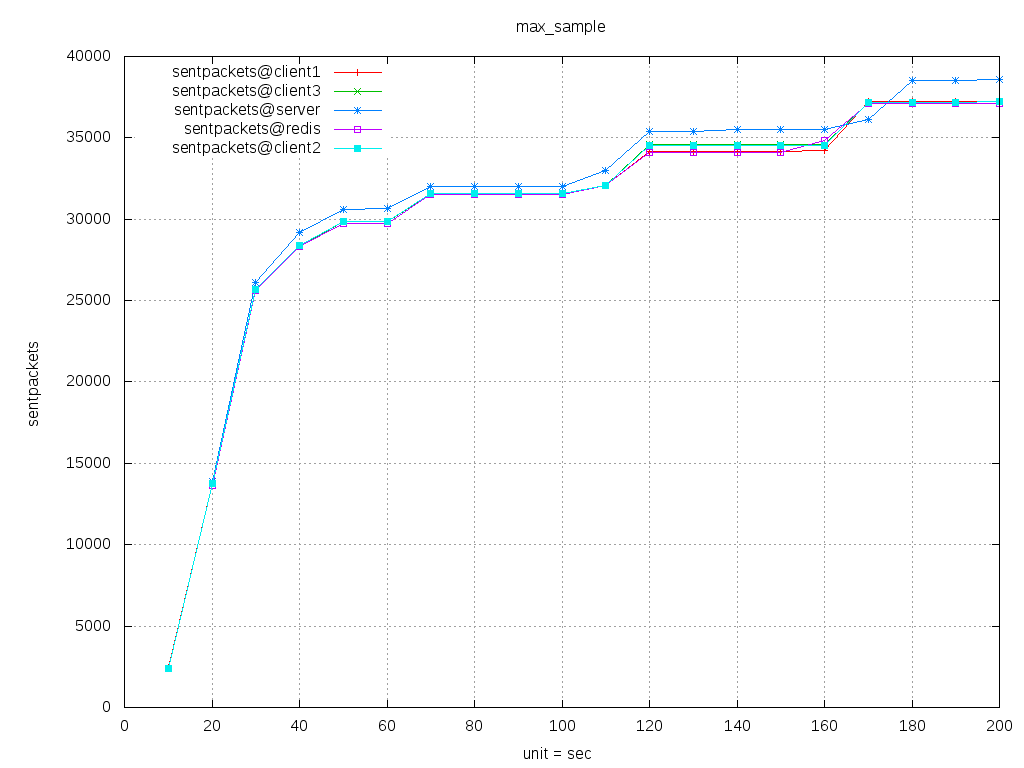 max_sample
40000
35000
30000
25000
20000
15000
10000
5000
0
sentpackets@client1
sentpackets@client3
sentpackets@server
sentpackets@redis
sentpackets@client2
sentpackets
0 20 40 60 80 100 120 140 160 180 200
unit = sec